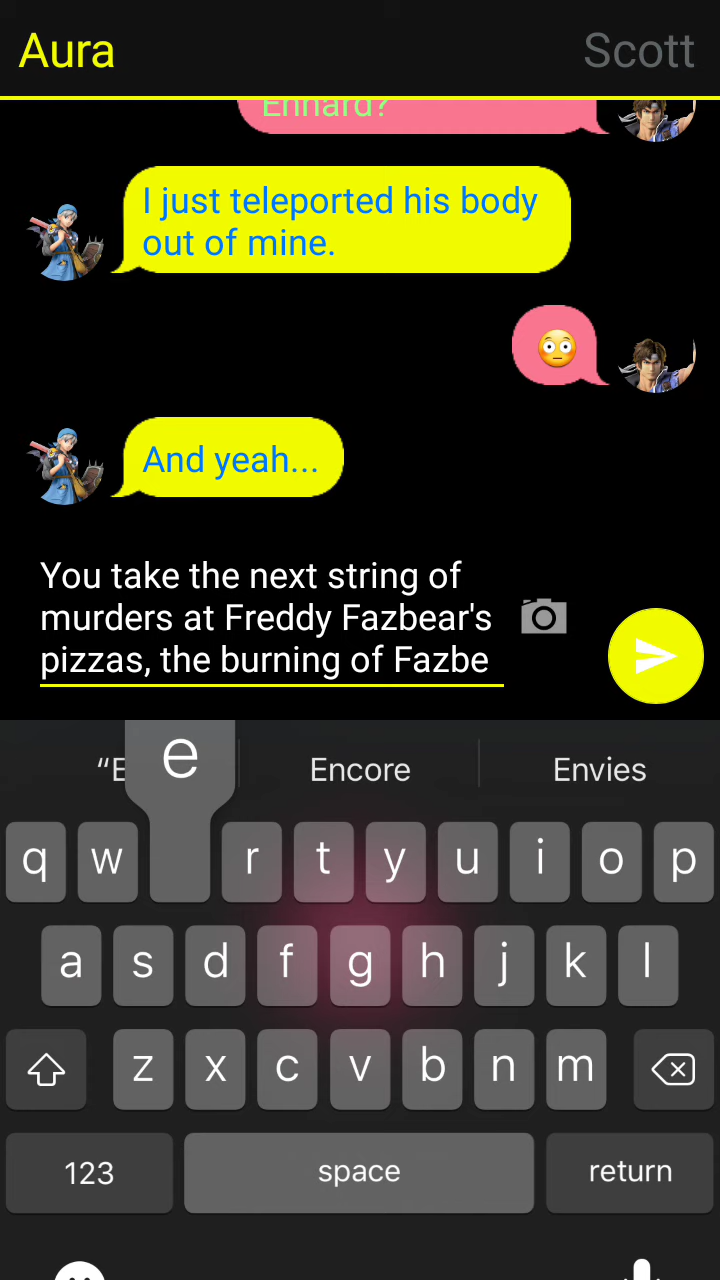 Aura
Scott
Ennard?
I just teleported his body
out of mine.
😳
And yeah...
You take the next string of
murders at Freddy Fazbear's
pizzas, the burning of Fazbe
“E
e
Encore
Envies
q w r t y u i o p
a s d f g h j k l
z x c v b n m
123
space
return